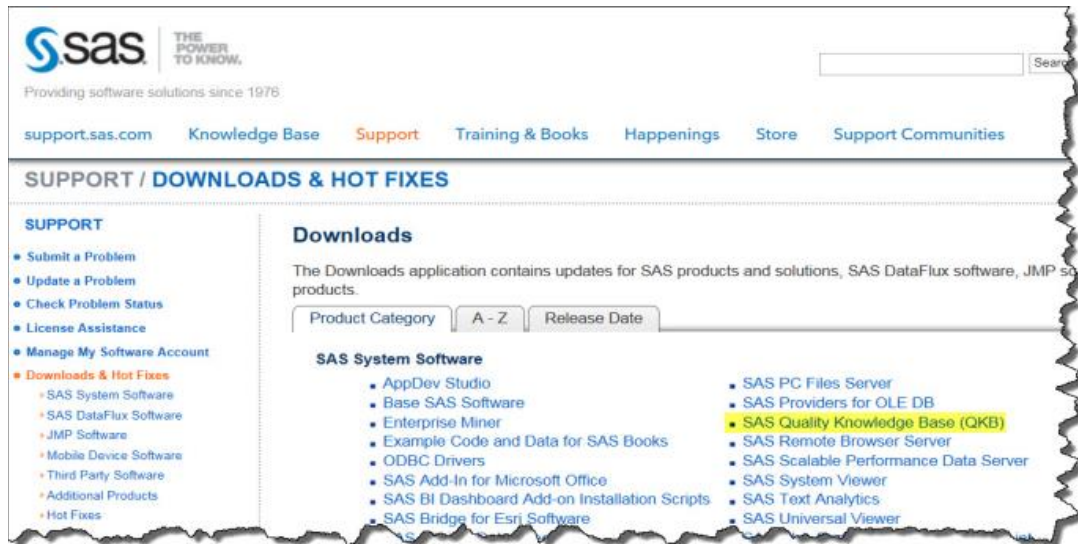 sas THE POWER TO KNOW.
Providing software solutions since 1976
support.sas.com Knowledge Base Support Training & Books Happenings Store Support Communities
SUPPORT / DOWNLOADS & HOT FIXES
SUPPORT
Submit a Problem
Update a Problem
Check Problem Status
License Assistance
Manage My Software Account
Downloads & Hot Fixes
SAS System Software
SAS DataFlux Software
JMP Software
Mobile Device Software
Third Party Software
Additional Products
Hot Fixes
Downloads
The Downloads application contains updates for SAS products and solutions, SAS DataFlux software, JMP
products.
Product Category A - Z Release Date
SAS System Software
AppDev Studio
Base SAS Software
Enterprise Miner
Example Code and Data for SAS Books
ODBC Drivers
SAS Add-In for Microsoft Office
SAS BI Dashboard Add-on Installation Scripts
SAS Bridge for Esri Software
SAS PC Files Server
SAS Providers for OLE DB
SAS Quality Knowledge Base (QKB)
SAS Remote Browser Server
SAS Scalable Performance Data Server
SAS System Viewer
SAS Text Analytics
SAS Universal Viewer